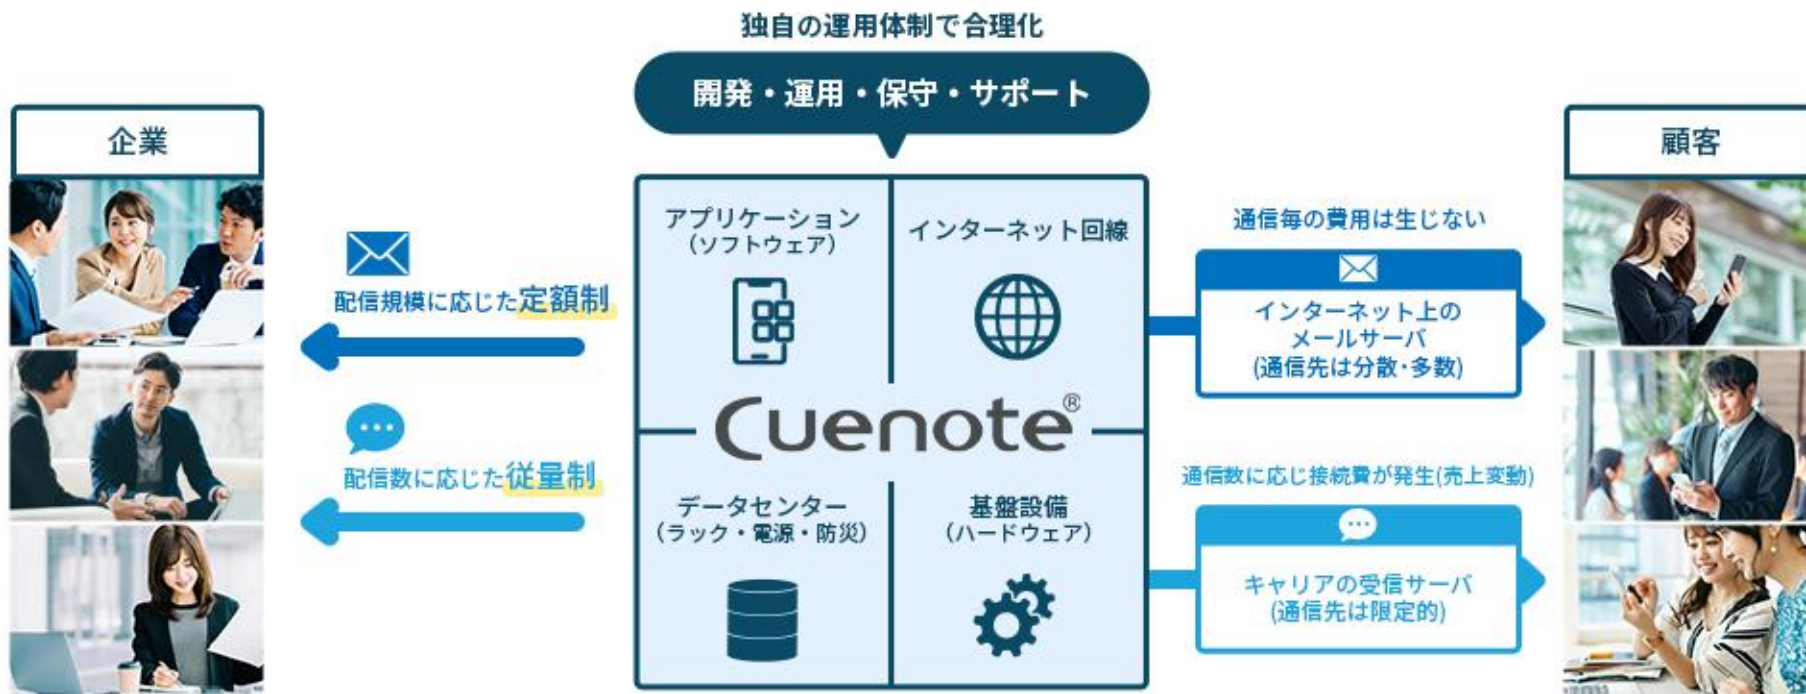 独自の運用体制で合理化
開発・運用・保守・サポート
企業
配信規模に応じた定額制
配信数に応じた従量制
アプリケーション
（ソフトウェア）
インターネット回線
Cuenote®
データセンター
（ラック・電源・防災）
基盤設備
（ハードウェア）
通信毎の費用は生じない
インターネット上の
メールサーバ
(通信先は分散・多数)
通信数に応じ接続費が発生(売上変動)
キャリアの受信サーバ
(通信先は限定的)
顧客